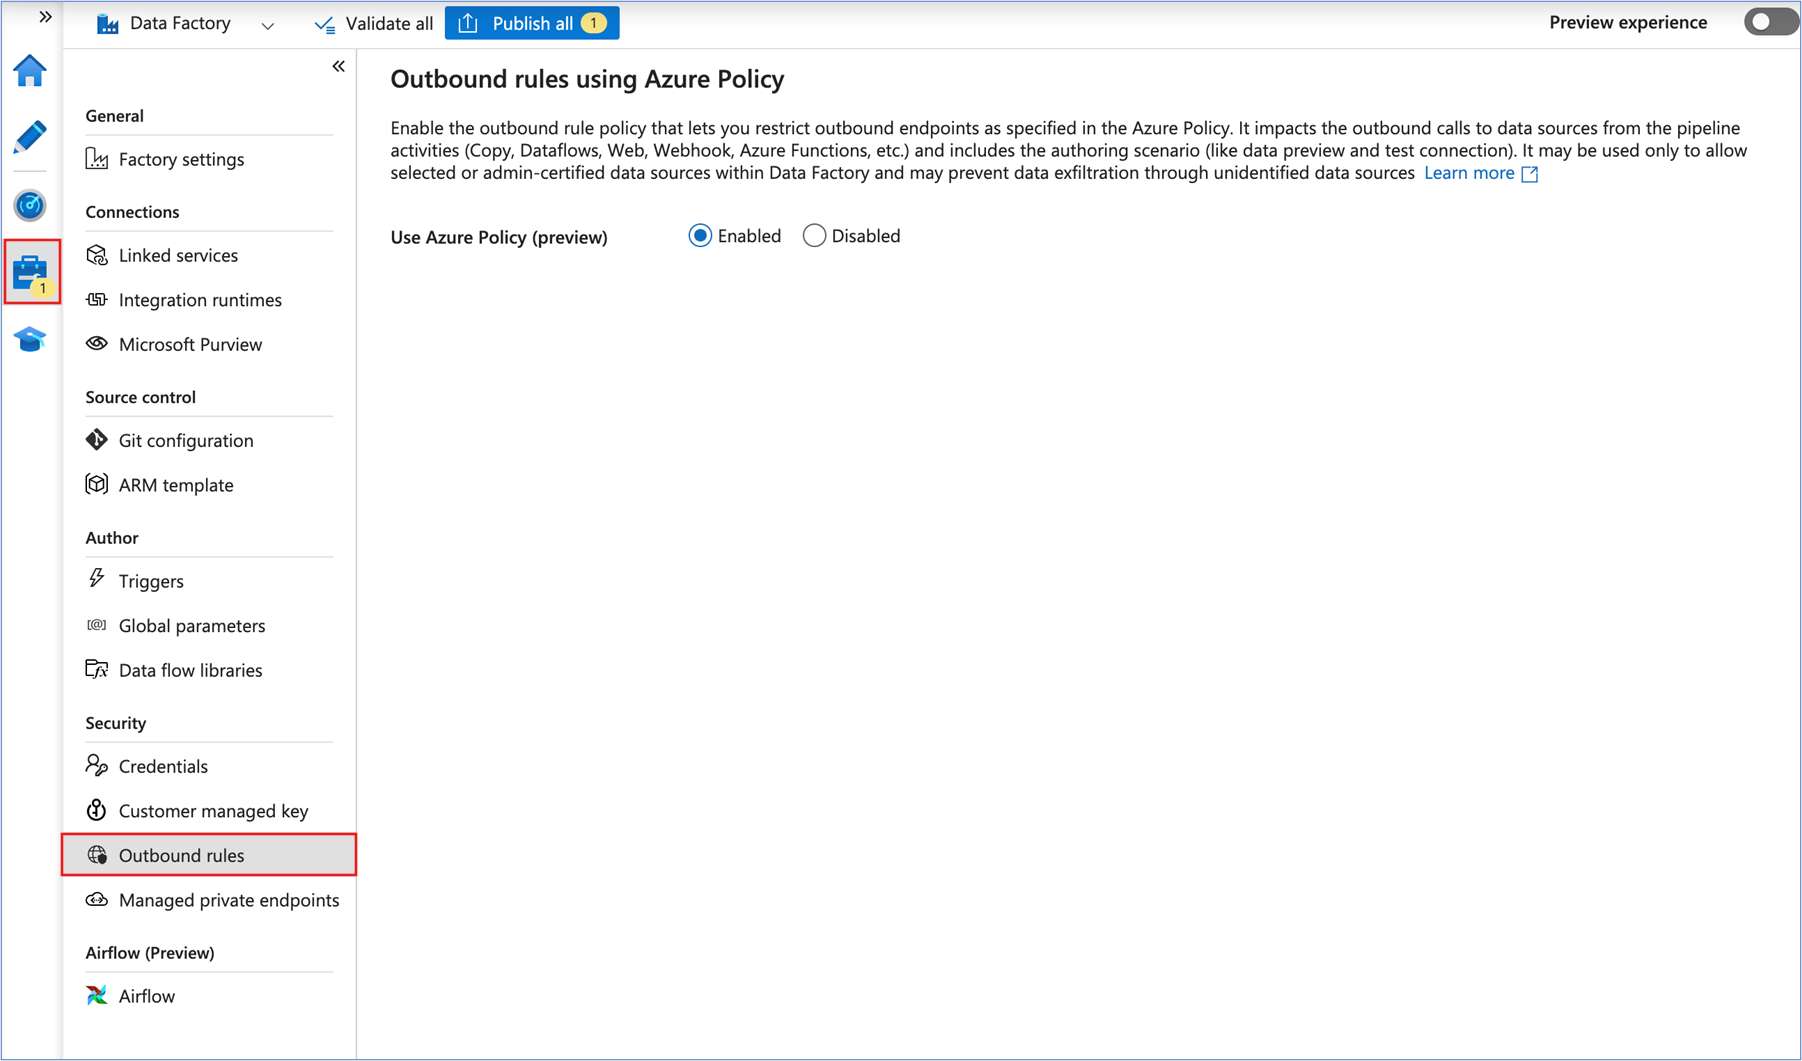 Data Factory
Validate all
Publish all 1
Preview experience
1
General
Factory settings
Connections
Linked services
Integration runtimes
Microsoft Purview
Source control
Git configuration
ARM template
Author
Triggers
Global parameters
Data flow libraries
Security
Credentials
Customer managed key
Outbound rules
Managed private endpoints
Airflow (Preview)
Airflow
Outbound rules using Azure Policy
Enable the outbound rule policy that lets you restrict outbound endpoints as specified in the Azure Policy. It impacts the outbound calls to data sources from the pipeline
activities (Copy, Dataflows, Web, Webhook, Azure Functions, etc.) and includes the authoring scenario (like data preview and test connection). It may be used only to allow
selected or admin-certified data sources within Data Factory and may prevent data exfiltration through unidentified data sources Learn more
Use Azure Policy (preview)
Enabled
Disabled